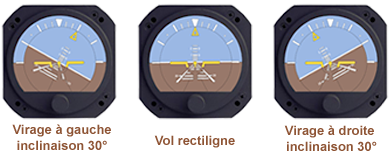 Virage à gauche
inclinaison 30°
Vol rectiligne
Virage à droite
inclinaison 30°